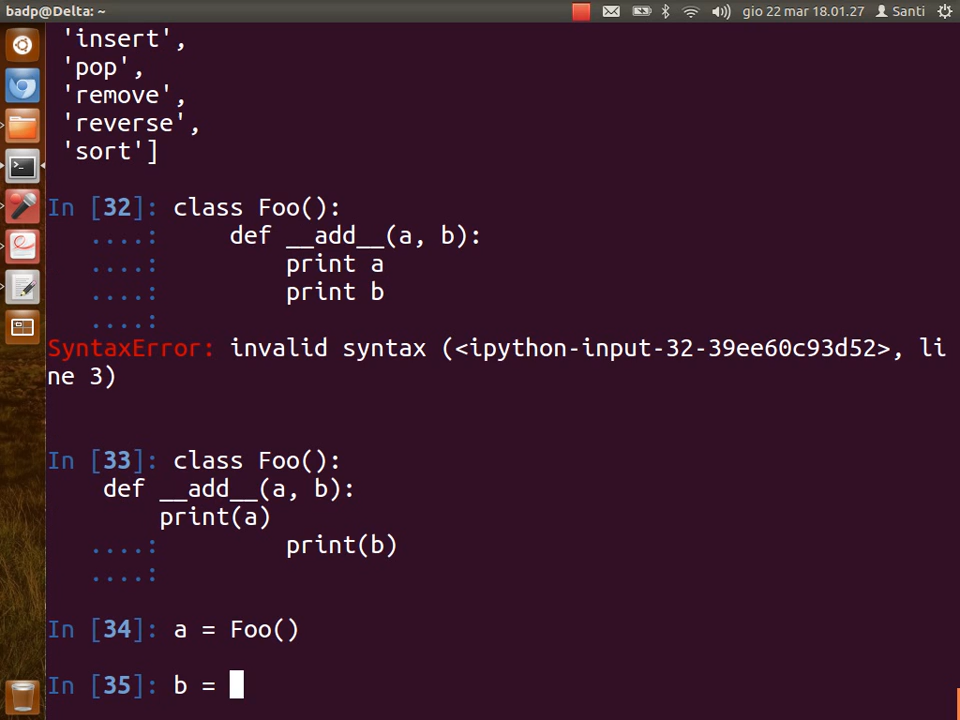 badp@Delta: ~ gio 22 mar 18.01.27 Santi
'insert',
'pop',
'remove',
'reverse',
'sort']
In [32]: class Foo():
....: def __add__(a, b):
....: print a
....: print b
....:
SyntaxError: invalid syntax (<ipython-input-32-39ee60c93d52>, li
ne 3)
In [33]: class Foo():
def __add__(a, b):
print(a)
....: print(b)
....:
In [34]: a = Foo()
In [35]: b =